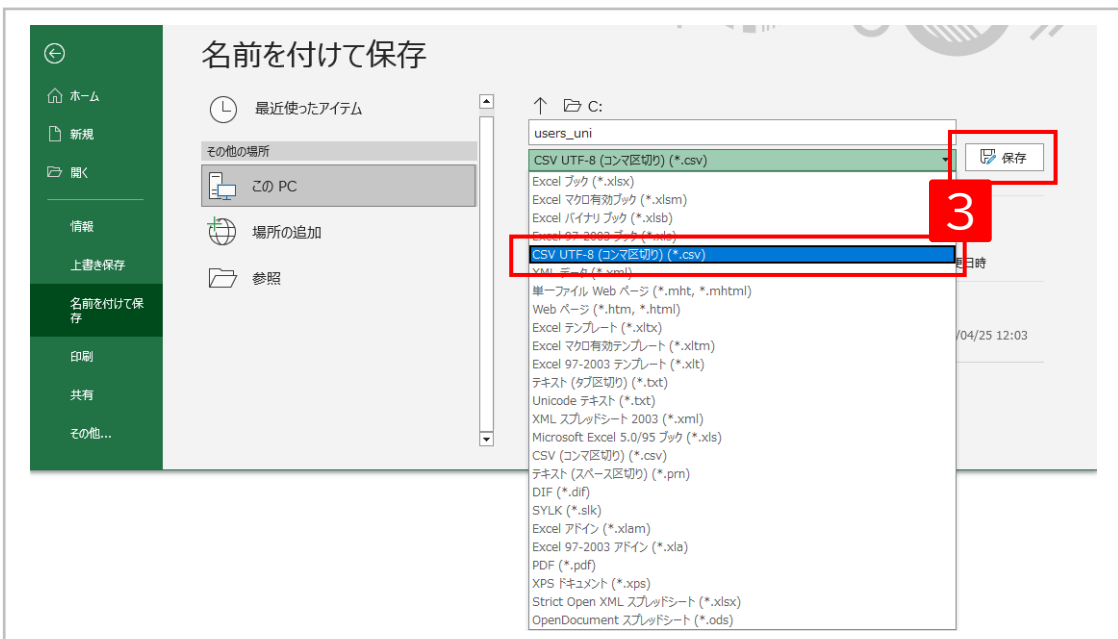 名前を付けて保存
ホーム
新規
開く
情報
上書き保存
名前を付けて保
存
印刷
共有
その他...
最近使ったアイテム
その他の場所
この PC
場所の追加
参照
C:
users_uni
CSV UTF-8 (コンマ区切り) (*.csv)
保存
3
Excel ブック (*.xlsx)
Excel マクロ有効ブック (*.xlsm)
Excel バイナリ ブック (*.xlsb)
Excel 97-2003 ブック (*.xls)
CSV UTF-8 (コンマ区切り) (*.csv)
XML データ (*.xml)
単一ファイル Web ページ (*.mht, *.mhtml)
Web ページ (*.htm, *.html)
Excel テンプレート (*.xltx)
Excel マクロ有効テンプレート (*.xltm)
Excel 97-2003 テンプレート (*.xlt)
テキスト (タブ区切り) (*.txt)
Unicode テキスト (*.txt)
XML スプレッドシート 2003 (*.xml)
Microsoft Excel 5.0/95 ブック (*.xls)
CSV (コンマ区切り) (*.csv)
テキスト (スペース区切り) (*.prn)
DIF (*.dif)
SYLK (*.slk)
Excel アドイン (*.xlam)
Excel 97-2003 アドイン (*.xla)
PDF (*.pdf)
XPS ドキュメント (*.xps)
Strict Open XML スプレッドシート (*.xlsx)
OpenDocument スプレッドシート (*.ods)
更日時
/04/25 12:03